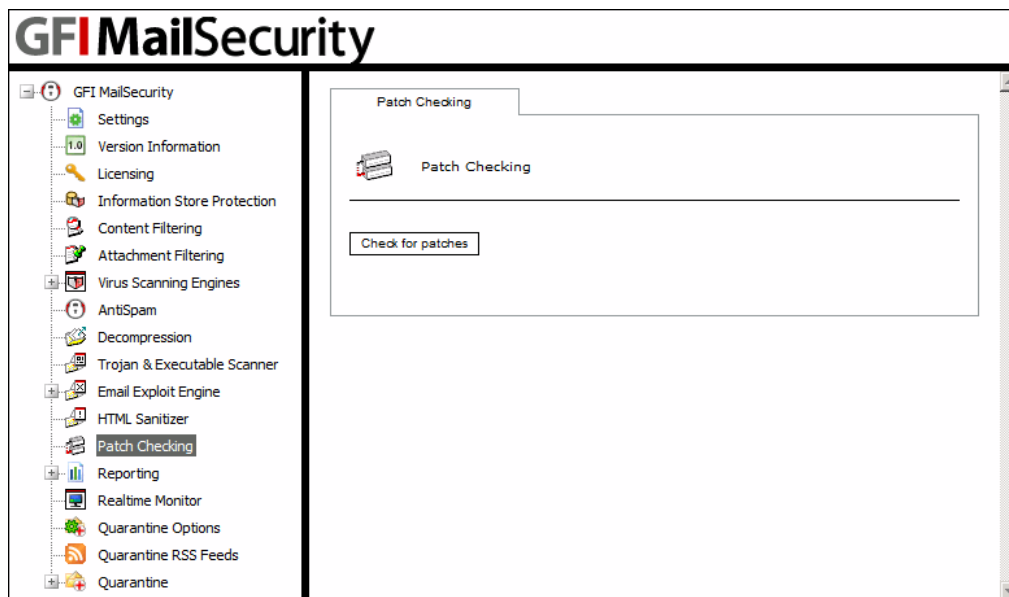 GFI MailSecurity
GFI MailSecurity
Settings
1.0
Version Information
Licensing
Information Store Protection
Content Filtering
Attachment Filtering
Virus Scanning Engines
AntiSpam
Decompression
Trojan & Executable Scanner
Email Exploit Engine
HTML Sanitizer
Patch Checking
Reporting
Realtime Monitor
Quarantine Options
Quarantine RSS Feeds
Quarantine
Patch Checking
Patch Checking
Check for patches